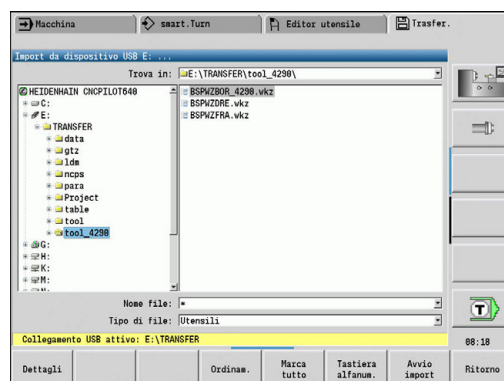 Macchina
smart.Turn
Editor utensile
Trasfer.
Import da dispositivo USB E: ...
Trova in: E:\TRANSFER\tool_4290\
HEIDENHAIN CNCPILOT640
C:
E:
TRANSFER
data
gtz
ldm
ncps
para
Project
table
tool
tool_4290
G:
H:
K:
M:
BSPWZBOR_4290.wkz
BSPWZDRE.wkz
BSPWZFRA.wkz
Nome file: *
Tipo di file: Utensili
Collegamento USB attivo: E:\TRANSFER
T
08:18
Dettagli
Ordinam.
Marca tutto
Tastiera alfanum.
Avvio import
Ritorno